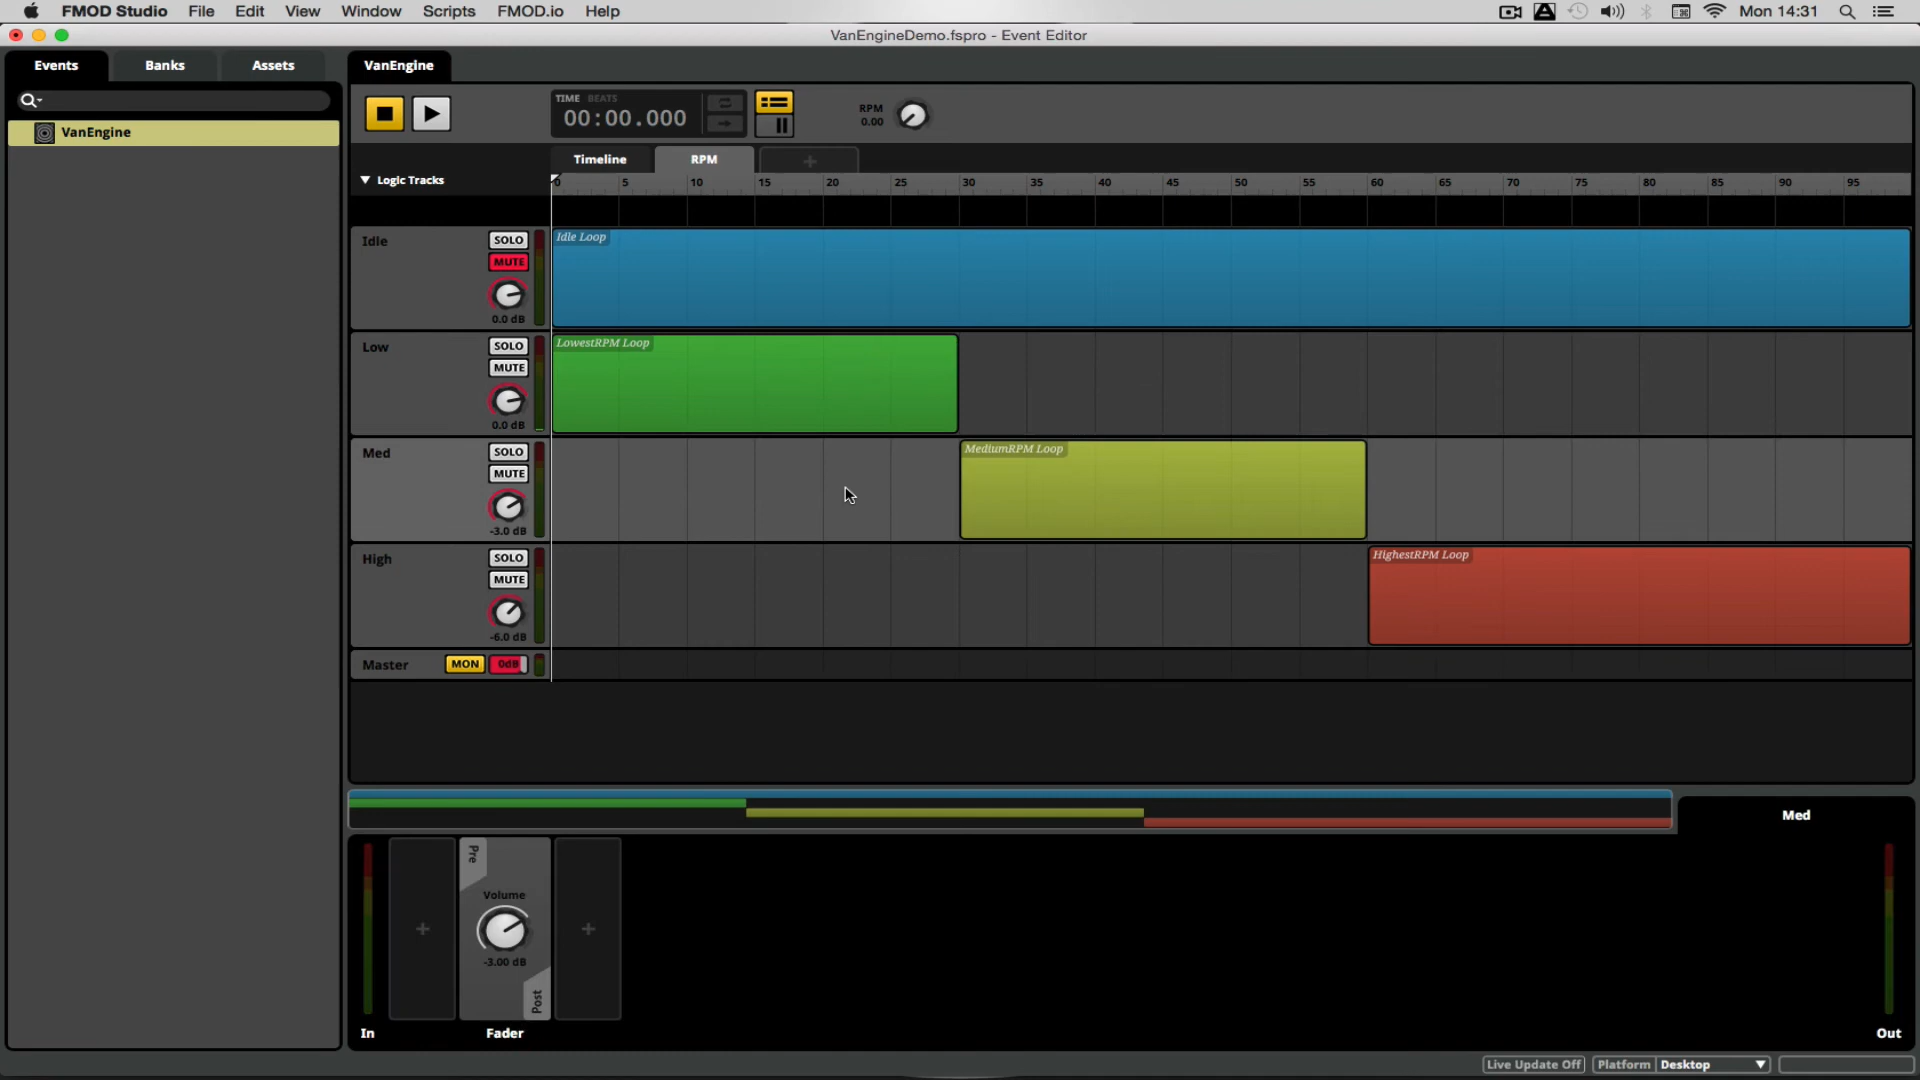 FMOD Studio File Edit View Window Scripts FMOD.io Help Mon 14:31
VanEngineDemo.fspro - Event Editor
Events Banks Assets VanEngine
VanEngine
TIME BEATS
00:00.000
RPM
0.00
Timeline RPM +
Logic Tracks
0 5 10 15 20 25 30 35 40 45 50 55 60 65 70 75 80 85 90 95
Idle SOLO
MUTE
0.0 dB
Idle Loop
Low SOLO
MUTE
0.0 dB
LowestRPM Loop
Med SOLO
MUTE
-3.0 dB
MediumRPM Loop
High SOLO
MUTE
-6.0 dB
HighestRPM Loop
Master MON 0dB
Med
Pre
Volume
-3.00 dB
Post
+ +
In Fader Out
Live Update Off Platform Desktop